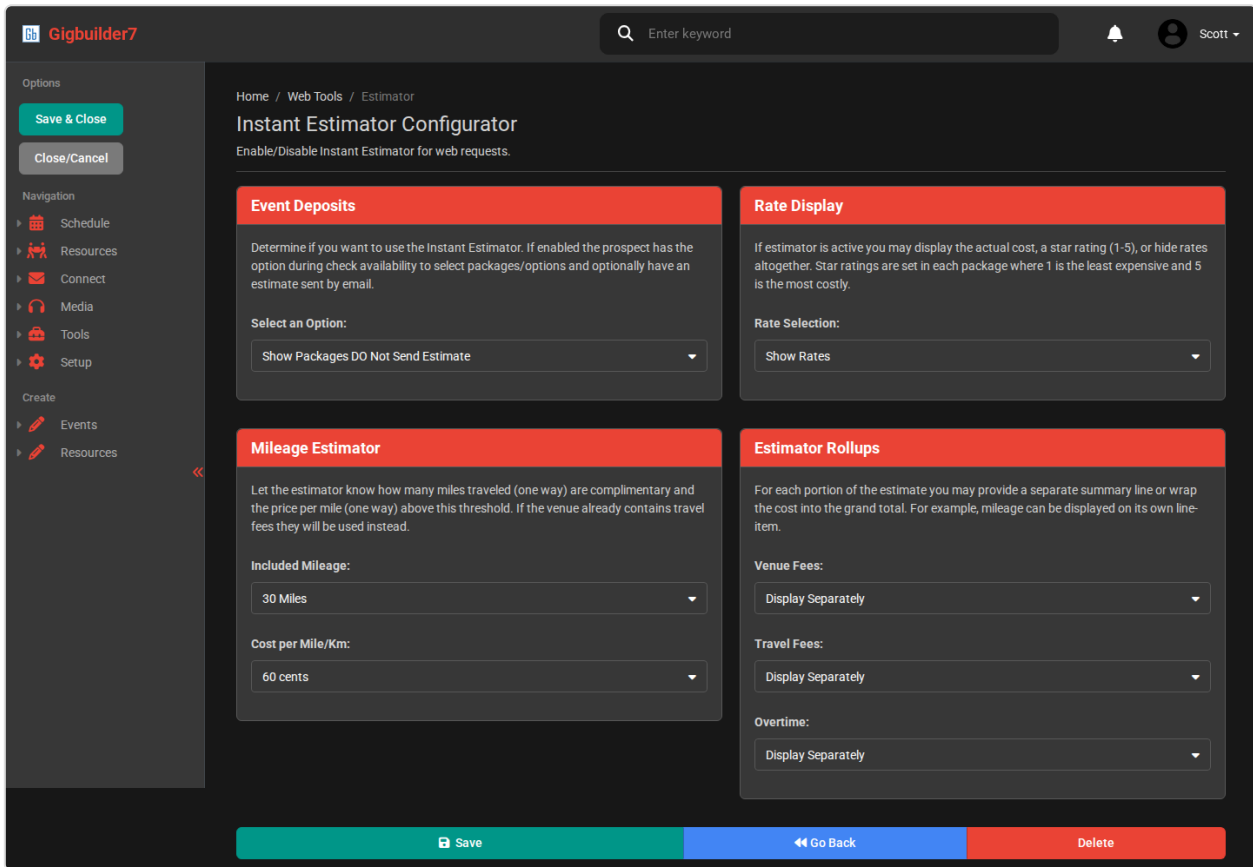 Gb Gigbuilder7
Enter keyword
Scott
Options
Save & Close
Close/Cancel
Navigation
Schedule
Resources
Connect
Media
Tools
Setup
Create
Events
Resources
Home / Web Tools / Estimator
Instant Estimator Configurator
Enable/Disable Instant Estimator for web requests.
Event Deposits
Determine if you want to use the Instant Estimator. If enabled the prospect has the
option during check availability to select packages/options and optionally have an
estimate sent by email.
Select an Option:
Show Packages DO Not Send Estimate
Rate Display
If estimator is active you may display the actual cost, a star rating (1-5), or hide rates
altogether. Star ratings are set in each package where 1 is the least expensive and 5
is the most costly.
Rate Selection:
Show Rates
Mileage Estimator
Let the estimator know how many miles traveled (one way) are complimentary and
the price per mile (one way) above this threshold. If the venue already contains travel
fees they will be used instead.
Included Mileage:
30 Miles
Cost per Mile/Km:
60 cents
Estimator Rollups
For each portion of the estimate you may provide a separate summary line or wrap
the cost into the grand total. For example, mileage can be displayed on its own line-
item.
Venue Fees:
Display Separately
Travel Fees:
Display Separately
Overtime:
Display Separately
Save
Go Back
Delete